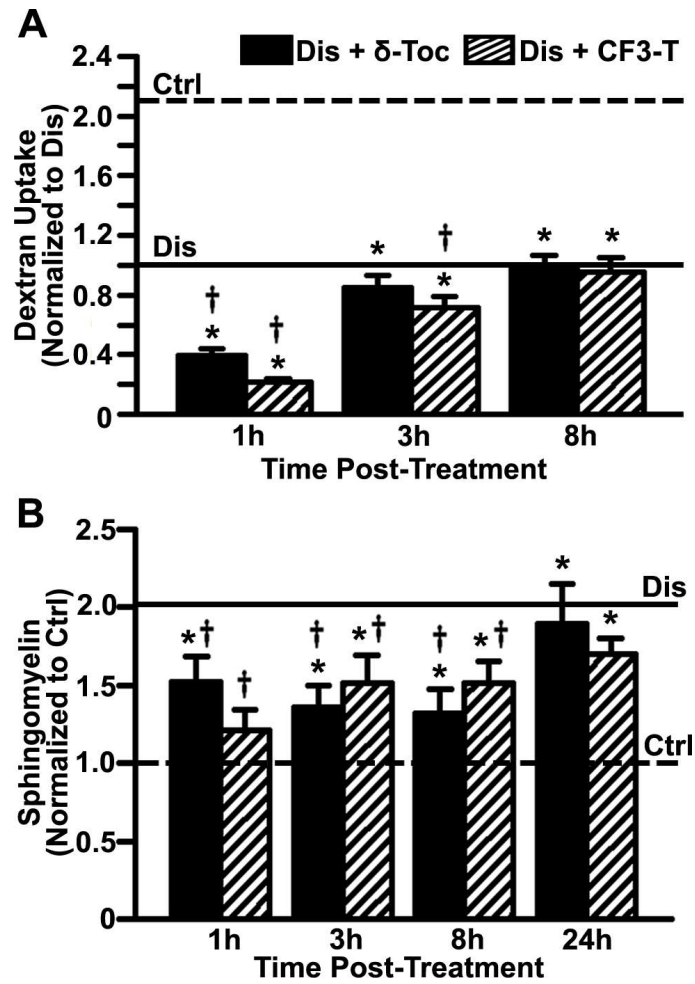 A
Dis + δ-Toc Dis + CF3-T
2.4
Ctrl
2.0
1.6
Dis
1.2
0.8
0.4
0
Dextran Uptake
(Normalized to Dis)
* † * †
* † * †
* *
1h 3h 8h
Time Post-Treatment
B
2.5
Dis
2.0
1.5
Ctrl
1.0
0.5
0
Sphingomyelin
(Normalized to Ctrl)
*† † † * *† † * *† * *
1h 3h 8h 24h
Time Post-Treatment